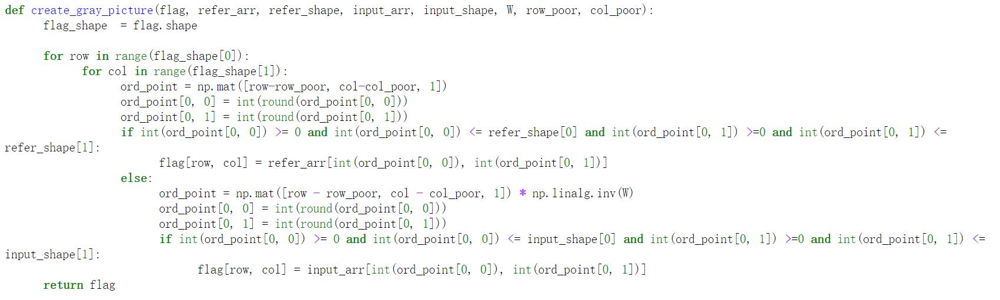 def create_gray_picture(flag, refer_arr, refer_shape, input_arr, input_shape, W, row_poor, col_poor):
flag_shape  = flag.shape
for row in range(flag_shape[0]):
for col in range(flag_shape[1]):
ord_point = np.mat([row-row_poor, col-col_poor, 1])
ord_point[0, 0] = int(round(ord_point[0, 0]))
ord_point[0, 1] = int(round(ord_point[0, 1]))
if int(ord_point[0, 0]) >= 0 and int(ord_point[0, 0]) <= refer_shape[0] and int(ord_point[0, 1]) >=0 and int(ord_point[0, 1]) <=
refer_shape[1]:
flag[row, col] = refer_arr[int(ord_point[0, 0]), int(ord_point[0, 1])]
else:
ord_point = np.mat([row - row_poor, col - col_poor, 1]) * np.linalg.inv(W)
ord_point[0, 0] = int(round(ord_point[0, 0]))
ord_point[0, 1] = int(round(ord_point[0, 1]))
if int(ord_point[0, 0]) >= 0 and int(ord_point[0, 0]) <= input_shape[0] and int(ord_point[0, 1]) >=0 and int(ord_point[0, 1]) <=
input_shape[1]:
flag[row, col] = input_arr[int(ord_point[0, 0]), int(ord_point[0, 1])]
return flag